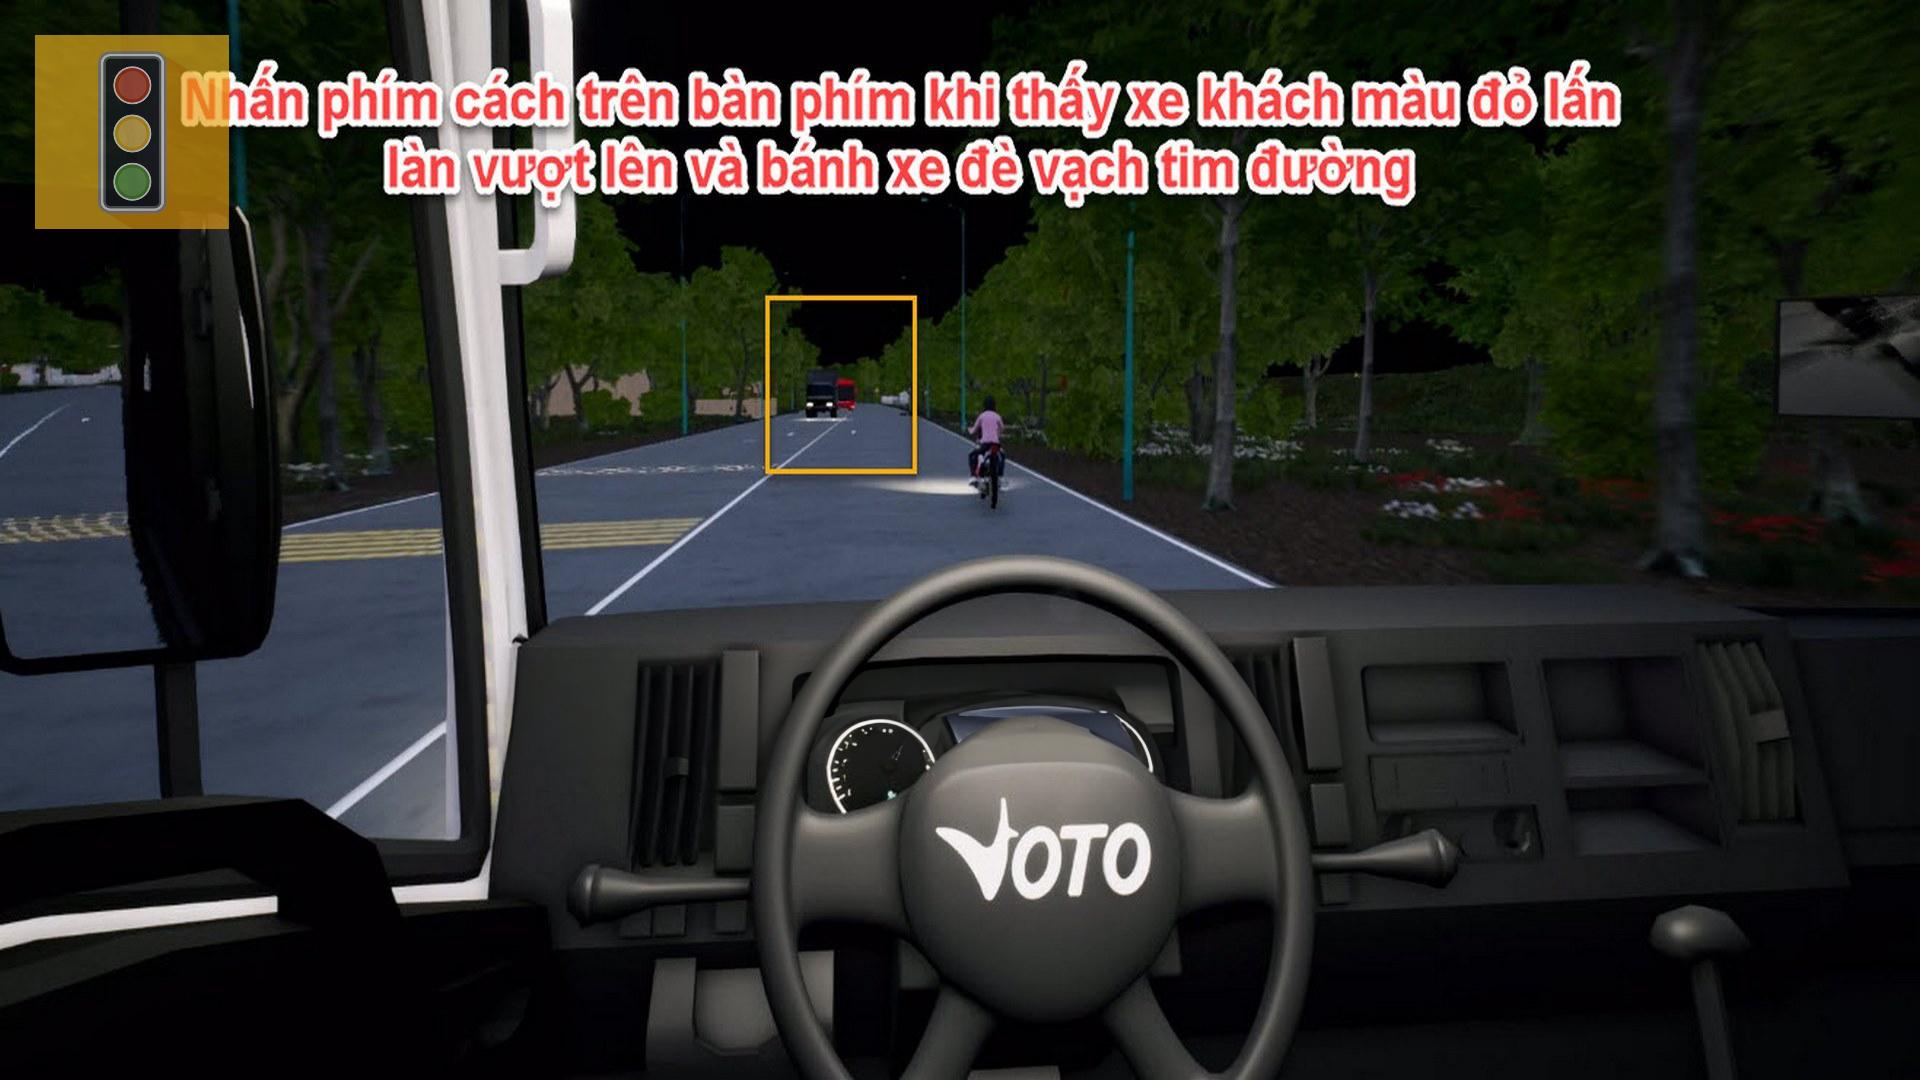 Nhấn phím cách trên bàn phím khi thấy xe khách màu đỏ lấn
làn vượt lên và bánh xe đè vạch tim đường
VOTO